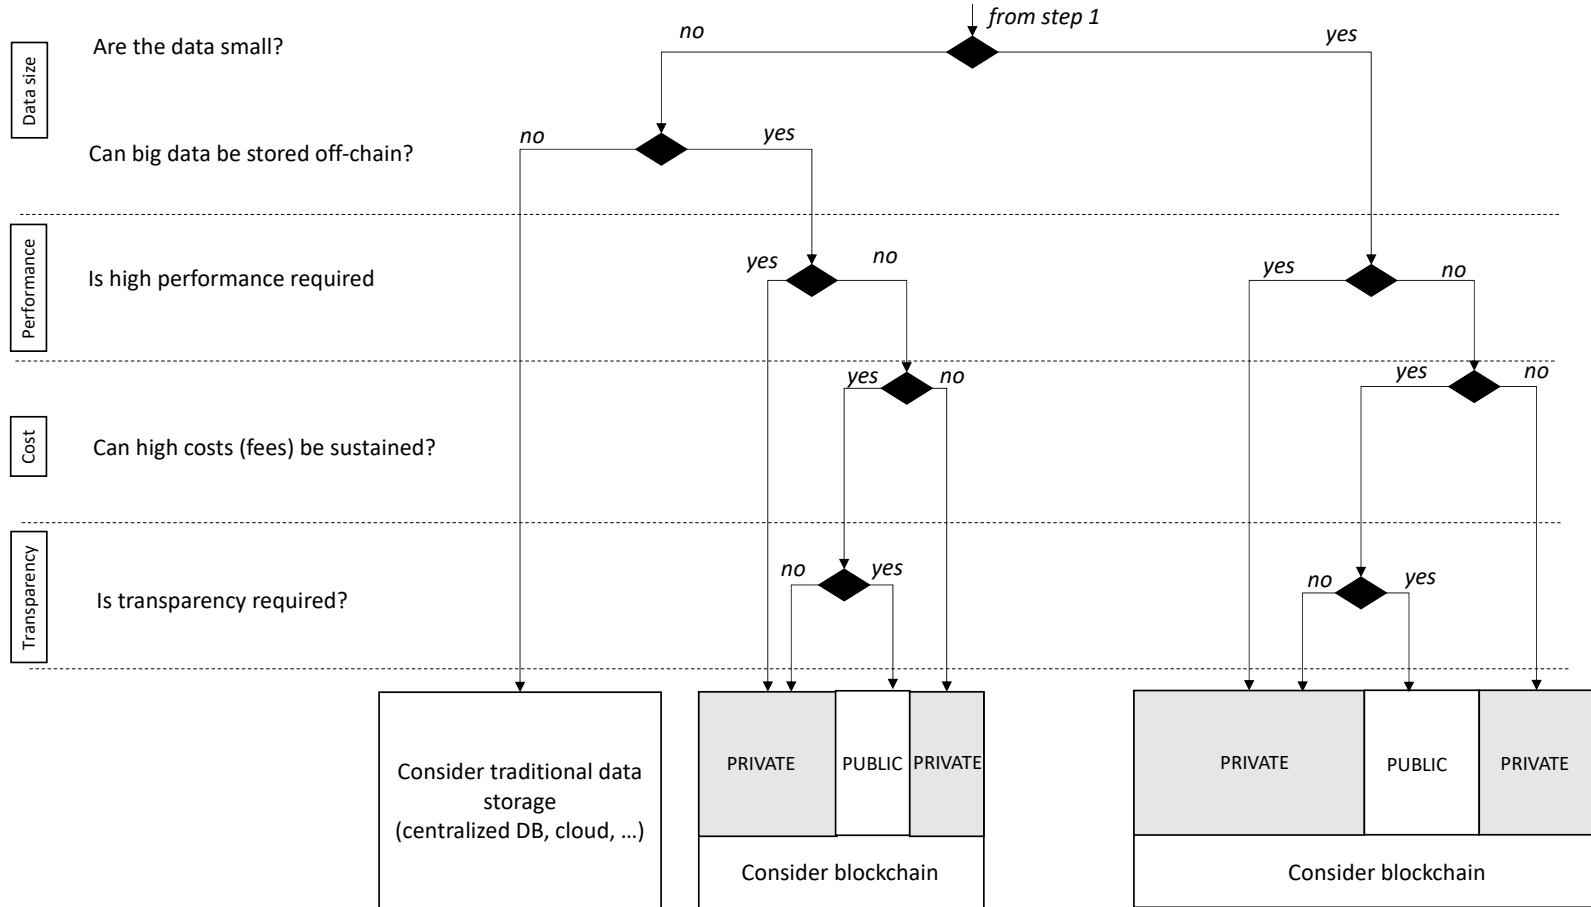 from step 1
no
yes
Data size
Are the data small?
no
yes
Can big data be stored off-chain?
Performance
Is high performance required
yes
no
yes
no
Cost
yes
no
yes
no
Can high costs (fees) be sustained?
Transparency
Is transparency required?
no
yes
no
yes
Consider traditional data
storage
(centralized DB, cloud, ...)
PRIVATE
PUBLIC
PRIVATE
Consider blockchain
PRIVATE
PUBLIC
PRIVATE
Consider blockchain